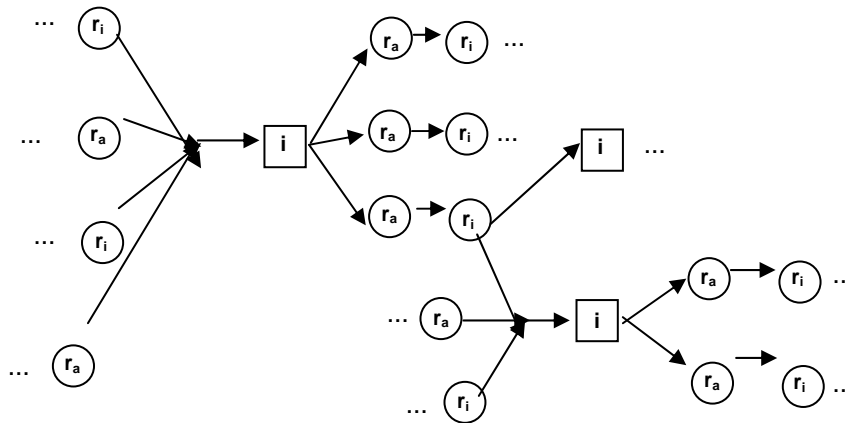 ... rᵢ
rₐ rᵢ ...
... rₐ
i
rₐ rᵢ ...
i ...
... rᵢ
rₐ rᵢ
rₐ rᵢ ..
... rₐ
i
... rₐ
rₐ rᵢ ..
... rᵢ